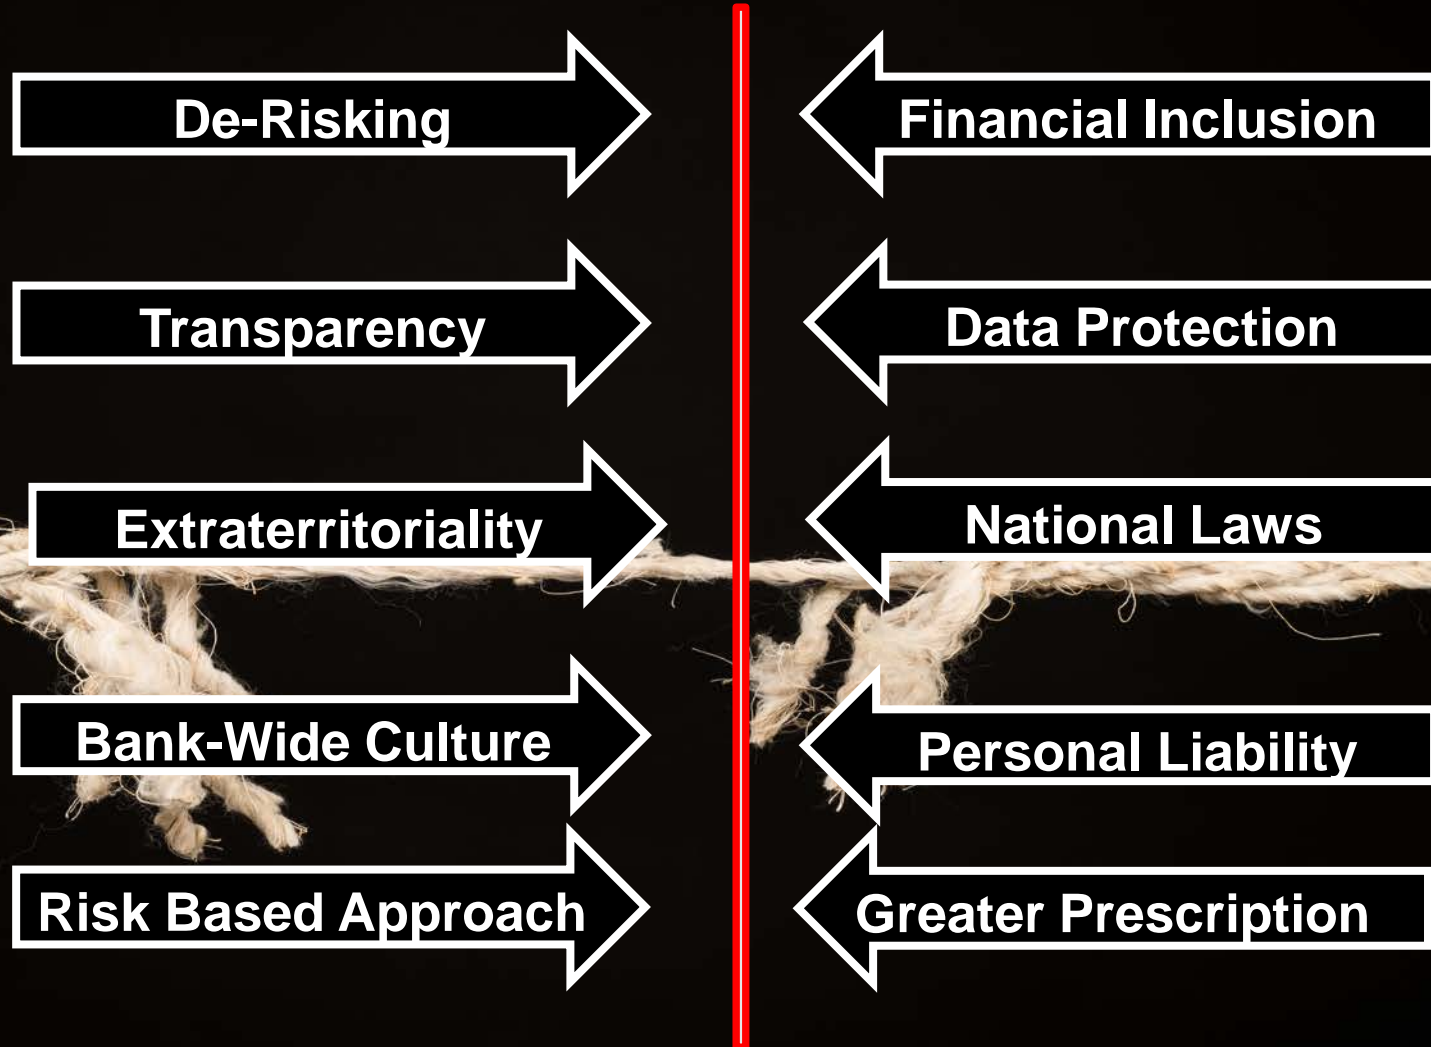 De-Risking
Financial Inclusion
Transparency
Data Protection
Extraterritoriality
National Laws
Bank-Wide Culture
Personal Liability
Risk Based Approach
Greater Prescription